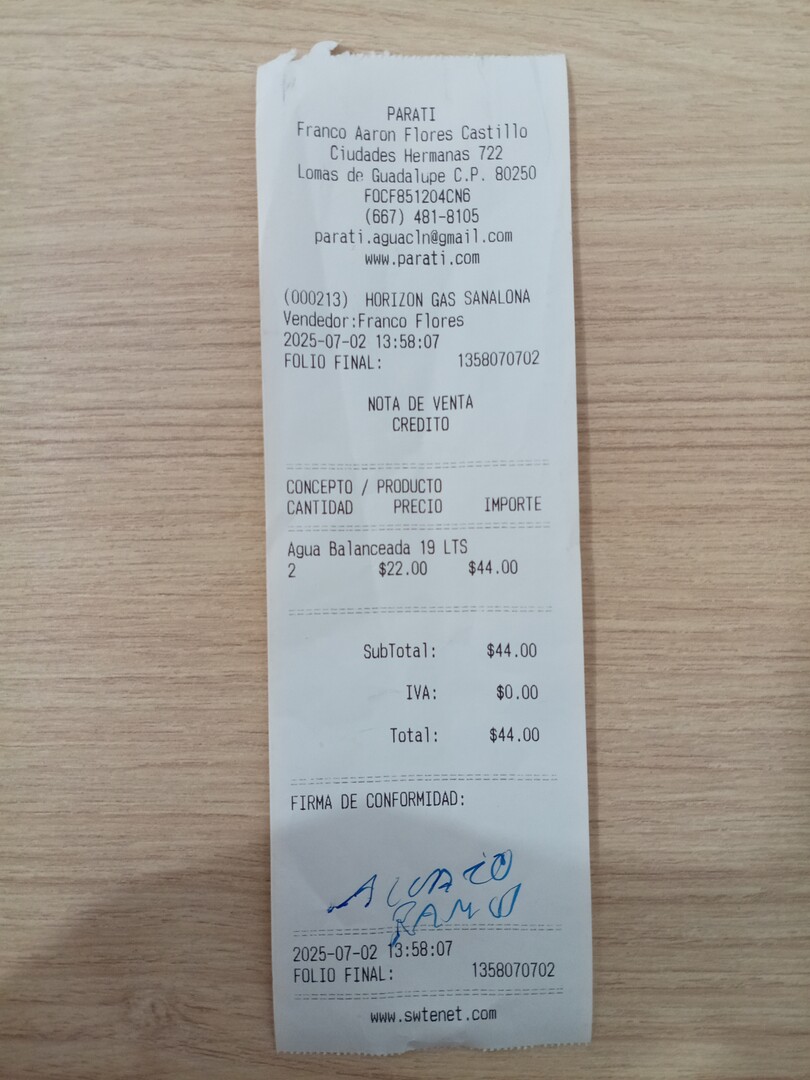 PARATI
Franco Aaron Flores Castillo
Ciudades Hermanas 722
Lomas de Guadalupe C.P. 80250
FOCF851204CN6
(667) 481-8105
parati.aguacln@gmail.com
www.parati.com
(000213) HORIZON GAS SANALONA
Vendedor:Franco Flores
2025-07-02 13:58:07
FOLIO FINAL: 1358070702
NOTA DE VENTA
CREDITO
CONCEPTO / PRODUCTO
CANTIDAD PRECIO IMPORTE
Agua Balanceada 19 LTS
2 $22.00 $44.00
SubTotal: $44.00
IVA: $0.00
Total: $44.00
FIRMA DE CONFORMIDAD:
2025-07-02 13:58:07
FOLIO FINAL: 1358070702
www.swtenet.com